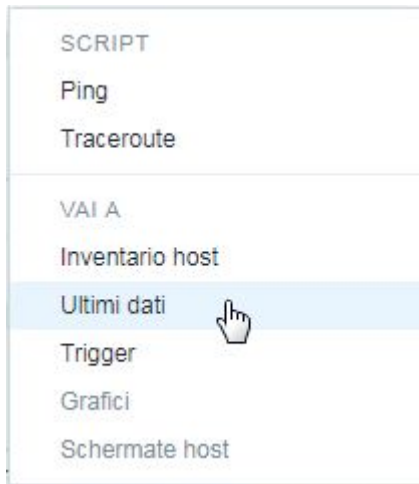 SCRIPT
Ping
Traceroute
VAI A
Inventario host
Ultimi dati
Trigger
Grafici
Schermate host